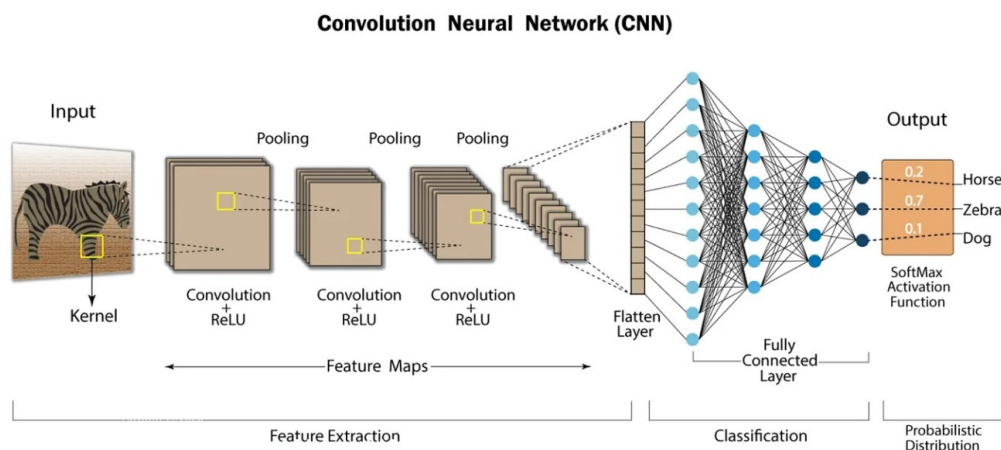 Convolution Neural Network (CNN)
Input
Pooling
Pooling
Pooling
Output
0.2
Horse
0.7
Zebra
0.1
Dog
Kernel
Convolution
+
ReLU
Convolution
+
ReLU
Convolution
+
ReLU
Flatten
Layer
SoftMax
Activation
Function
Feature Maps
Fully
Connected
Layer
Feature Extraction
Classification
Probabilistic
Distribution